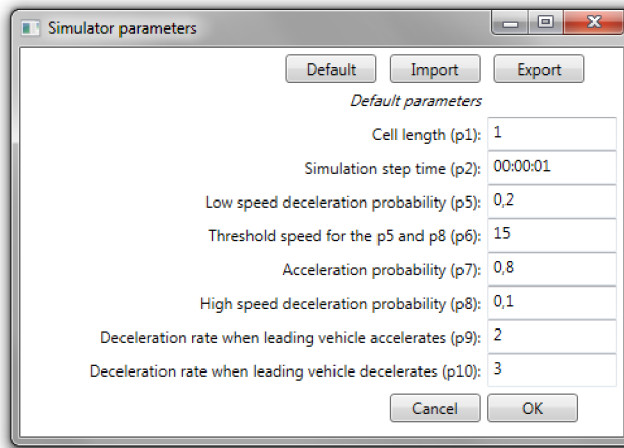 Simulator parameters
Default Import Export
Default parameters
Cell length (p1): 1
Simulation step time (p2): 00:00:01
Low speed deceleration probability (p5): 0,2
Threshold speed for the p5 and p8 (p6): 15
Acceleration probability (p7): 0,8
High speed deceleration probability (p8): 0,1
Deceleration rate when leading vehicle accelerates (p9): 2
Deceleration rate when leading vehicle decelerates (p10): 3
Cancel OK